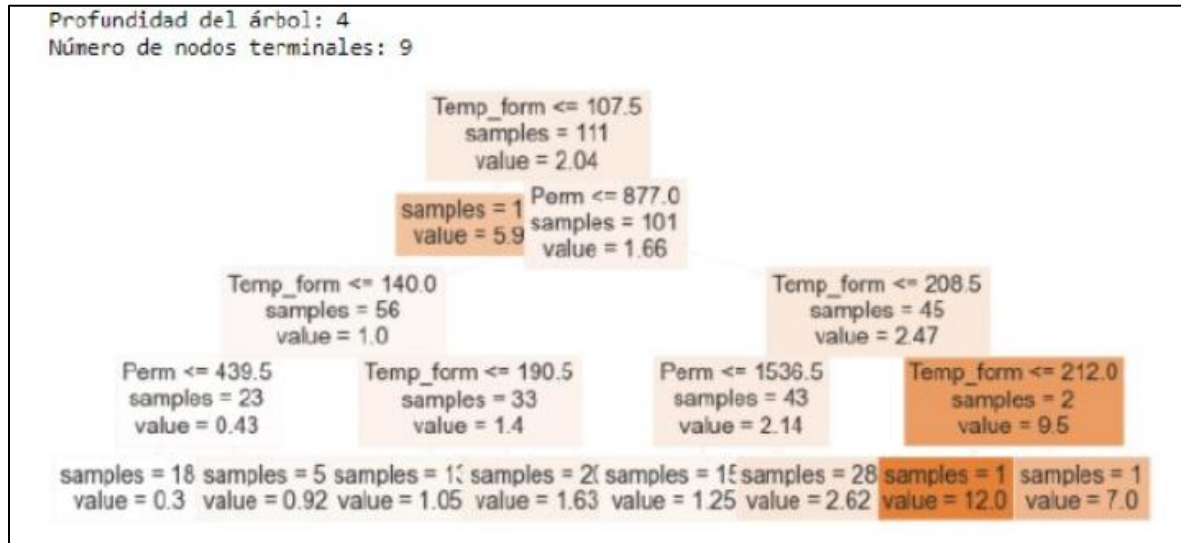 Profundidad del árbol: 4
Número de nodos terminales: 9
Temp_form <= 107.5
samples = 111
value = 2.04
samples = 1
value = 5.9
Perm <= 877.0
samples = 101
value = 1.66
Temp_form <= 140.0
samples = 56
value = 1.0
Temp_form <= 208.5
samples = 45
value = 2.47
Perm <= 439.5
samples = 23
value = 0.43
Temp_form <= 190.5
samples = 33
value = 1.4
Perm <= 1536.5
samples = 43
value = 2.14
Temp_form <= 212.0
samples = 2
value = 9.5
samples = 18
value = 0.3
samples = 5
value = 0.92
samples =
value = 1.05
samples =
value = 1.63
samples =
value = 1.25
samples = 28
value = 2.62
samples = 1
value = 12.0
samples = 1
value = 7.0